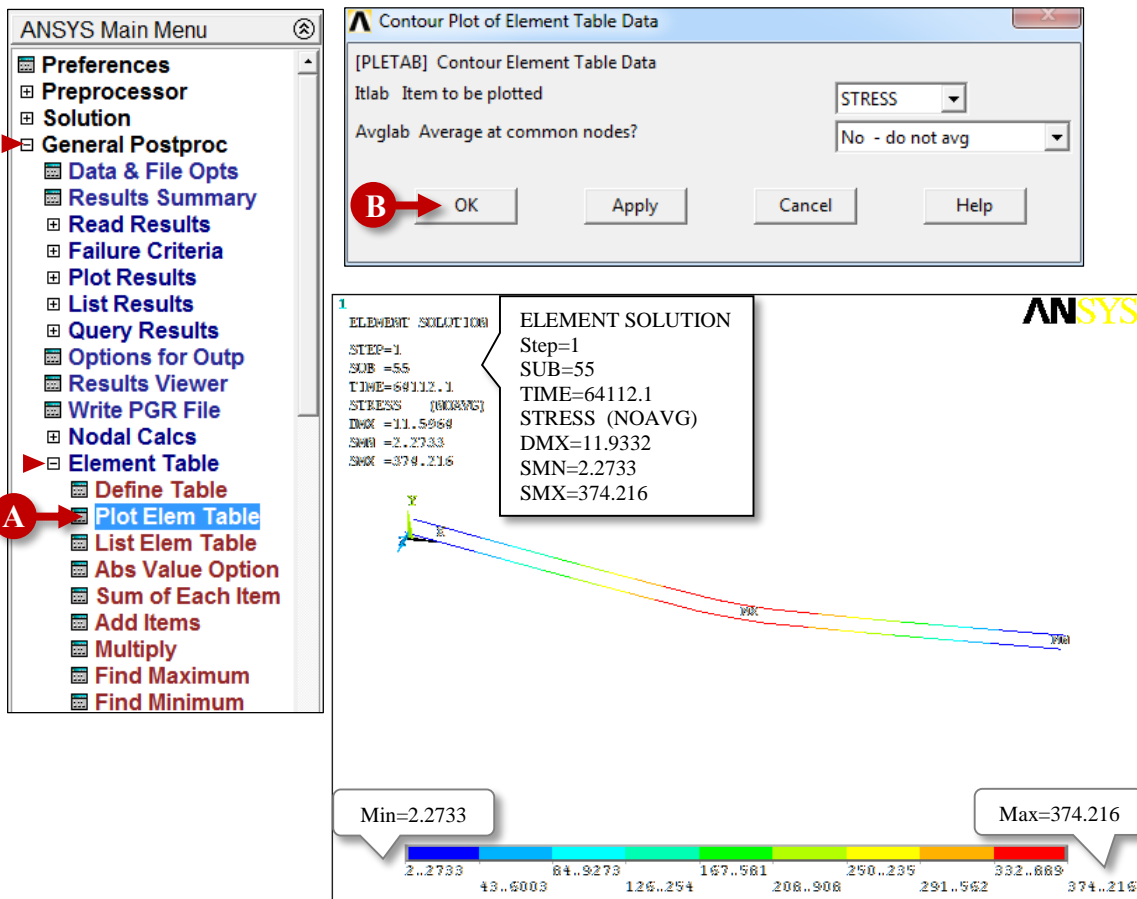 ANSYS Main Menu
Preferences
Preprocessor
Solution
General Postproc
Data & File Opts
Results Summary
Read Results
Failure Criteria
Plot Results
List Results
Query Results
Options for Outp
Results Viewer
Write PGR File
Nodal Calcs
Element Table
Define Table
A
Plot Elem Table
List Elem Table
Abs Value Option
Sum of Each Item
Add Items
Multiply
Find Maximum
Find Minimum
Contour Plot of Element Table Data
[PLETAB] Contour Element Table Data
Itlab Item to be plotted STRESS
Avglab Average at common nodes? No - do not avg
B OK Apply Cancel Help
1
ANSYS
ELEMENT SOLUTION
STEP=1
SUB =55
TIME=64112.1
STRESS (NOAVG)
DMX =11.5964
SMN =2.2733
SMX =374.216
ELEMENT SOLUTION
Step=1
SUB=55
TIME=64112.1
STRESS (NOAVG)
DMX=11.9332
SMN=2.2733
SMX=374.216
Y
MX
Min=2.2733
Max=374.216
2.2733 84.9273 167.581 250.235 332.889
43.6003 126.254 208.908 291.562 374.216